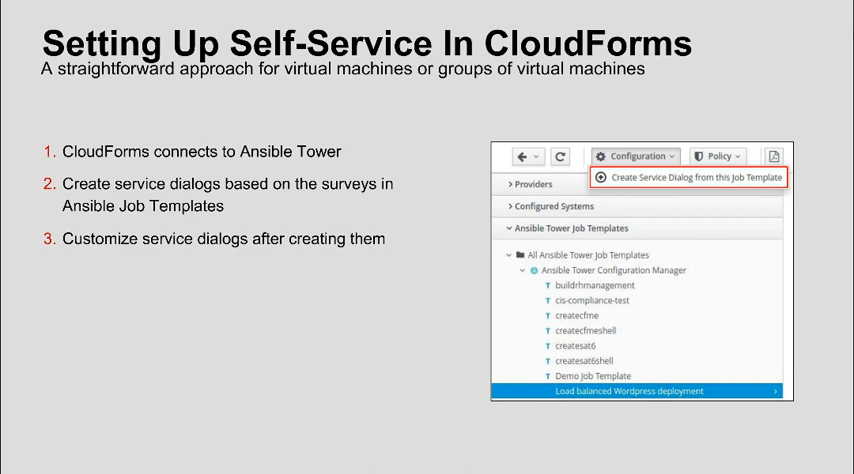 Setting Up Self-Service In CloudForms
A straightforward approach for virtual machines or groups of virtual machines
1. CloudForms connects to Ansible Tower
2. Create service dialogs based on the surveys in
Ansible Job Templates
3. Customize service dialogs after creating them
Configuration
Policy
Create Service Dialog from this Job Template
Providers
Configured Systems
Ansible Tower Job Templates
All Ansible Tower Job Templates
Ansible Tower Configuration Manager
T buildrhmanagement
T cis-compliance-test
T createcfme
T createcfmeshell
T createsat6
T createsat6shell
T Demo Job Template
Load balanced Wordpress deployment